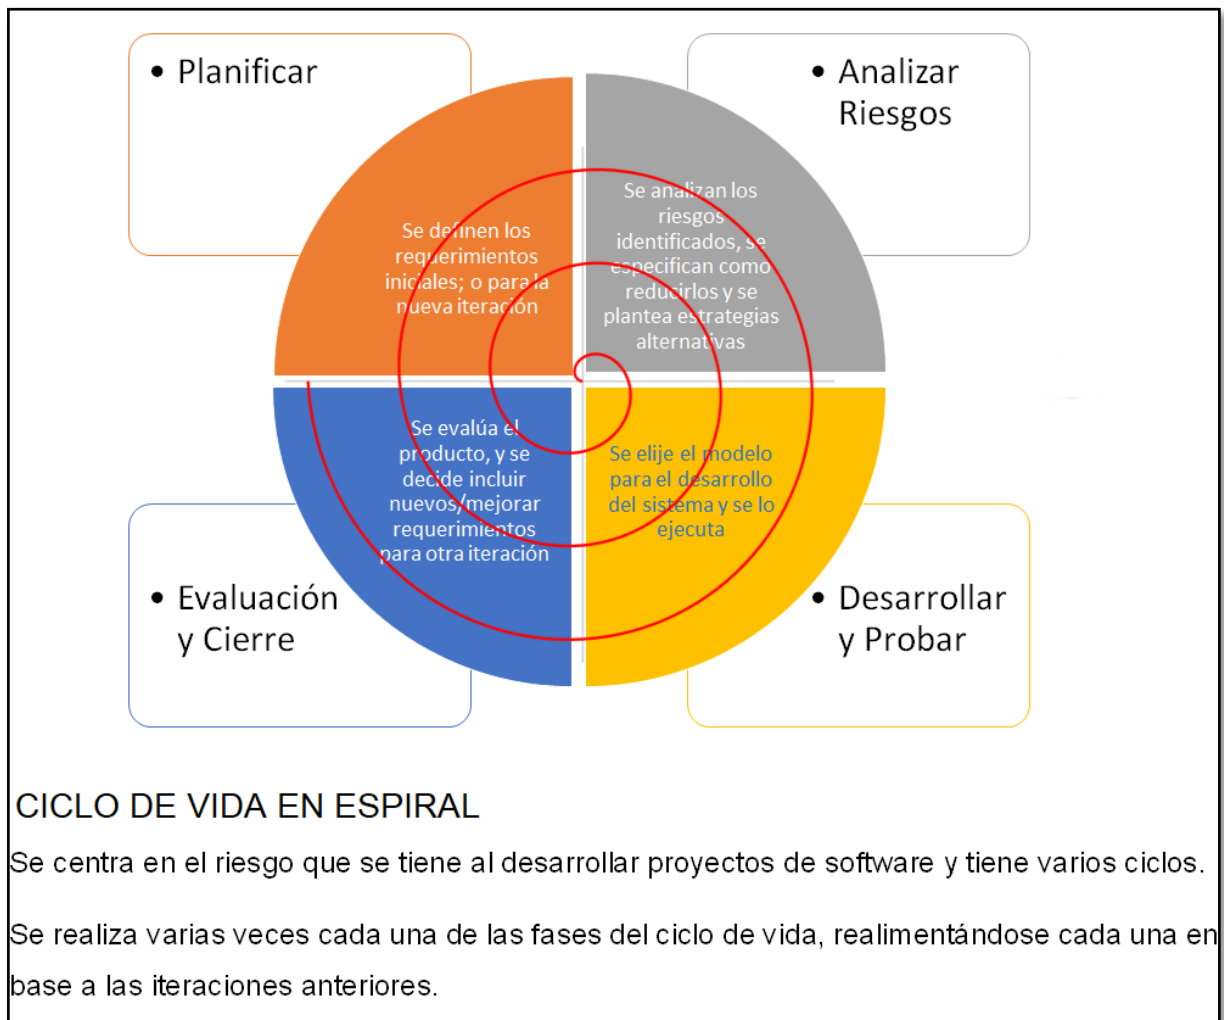 • Planificar
• Analizar
Riesgos
Se definen los
requerimientos
iniciales; o para la
nueva iteración
Se analizan los
riesgos
identificados, se
especifican como
reducirlos y se
plantea estrategias
alternativas
Se evalúa el
producto, y se
decide incluir
nuevos/mejorar
requerimientos
para otra iteración
Se elije el modelo
para el desarrollo
del sistema y se lo
ejecuta
• Evaluación
y Cierre
• Desarrollar
y Probar
CICLO DE VIDA EN ESPIRAL
Se centra en el riesgo que se tiene al desarrollar proyectos de software y tiene varios ciclos.
Se realiza varias veces cada una de las fases del ciclo de vida, realimentándose cada una en
base a las iteraciones anteriores.